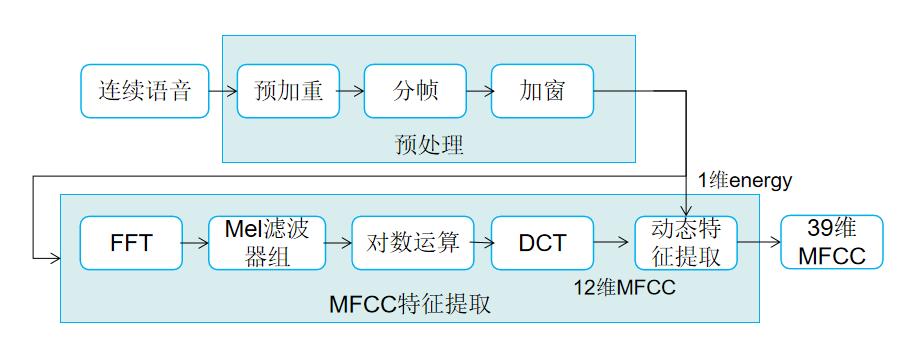 连续语音
预加重
分帧
加窗
预处理
1维energy
FFT
Mel滤波
器组
对数运算
DCT
动态特
征提取
39维
MFCC
12维MFCC
MFCC特征提取